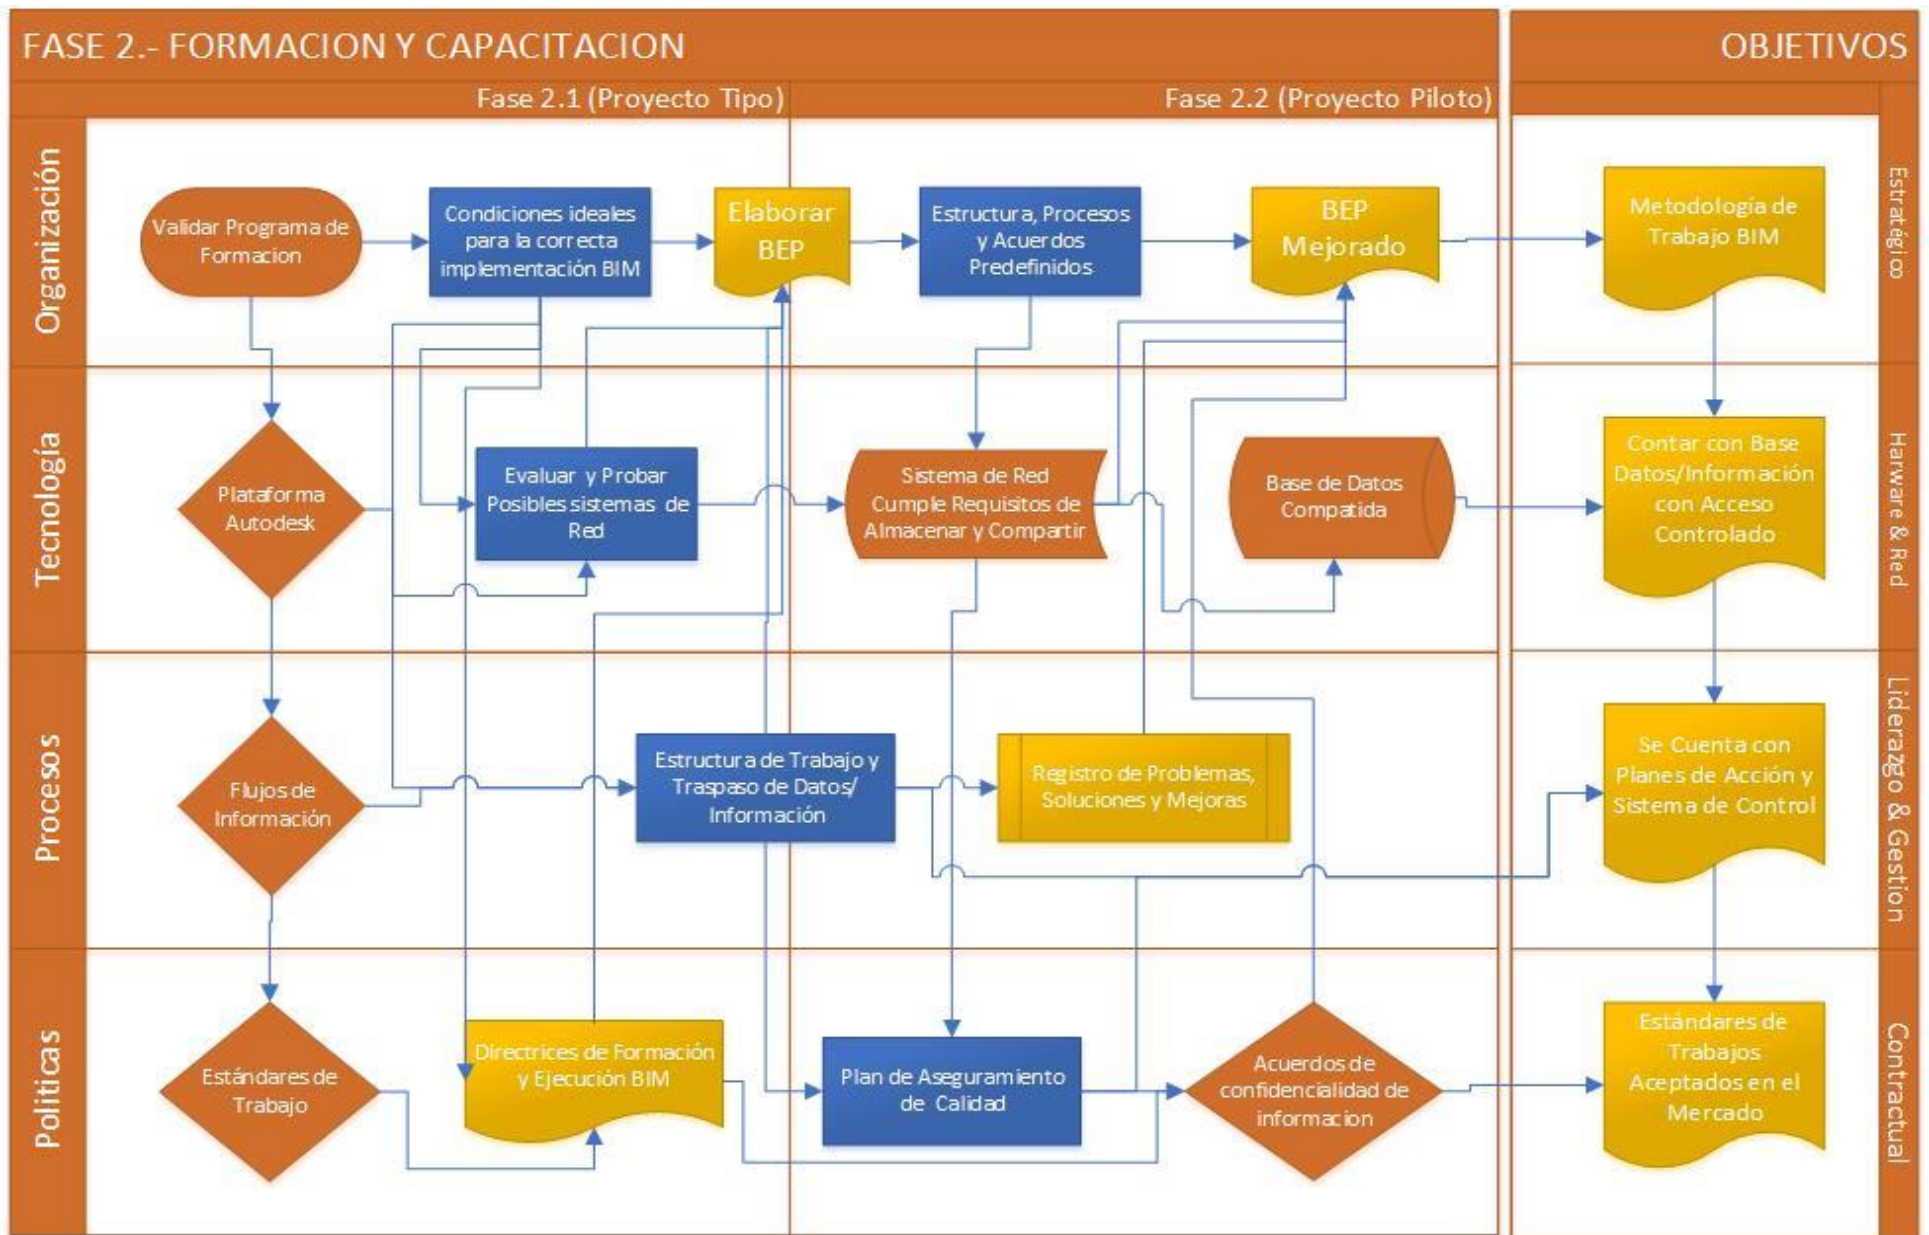 FASE 2.- FORMACION Y CAPACITACION
OBJETIVOS
Fase 2.1 (Proyecto Tipo)
Fase 2.2 (Proyecto Piloto)
Organización
Validar Programa de
Formacion
Condiciones ideales
para la correcta
implementación BIM
Elaborar
BEP
Estructura, Procesos
y Acuerdos
Predefinidos
BEP
Mejorado
Metodología de
Trabajo BIM
Estratégico
Tecnología
Plataforma
Autodesk
Evaluar y Probar
Posibles sistemas de
Red
Sistema de Red
Cumple Requisitos de
Almacenar y Compartir
Base de Datos
Compatida
Contar con Base
Datos/Información
con Acceso
Controlado
Harware & Red
Procesos
Flujos de
Información
Estructura de Trabajo y
Traspaso de Datos/
Información
Registro de Problemas,
Soluciones y Mejoras
Se Cuenta con
Planes de Acción y
Sistema de Control
Liderazgo & Gestion
Politicas
Estándares de
Trabajo
Directrices de Formación
y Ejecución BIM
Plan de Aseguramiento
de Calidad
Acuerdos de
confidencialidad de
informacion
Estándares de
Trabajos
Aceptados en el
Mercado
Contractual